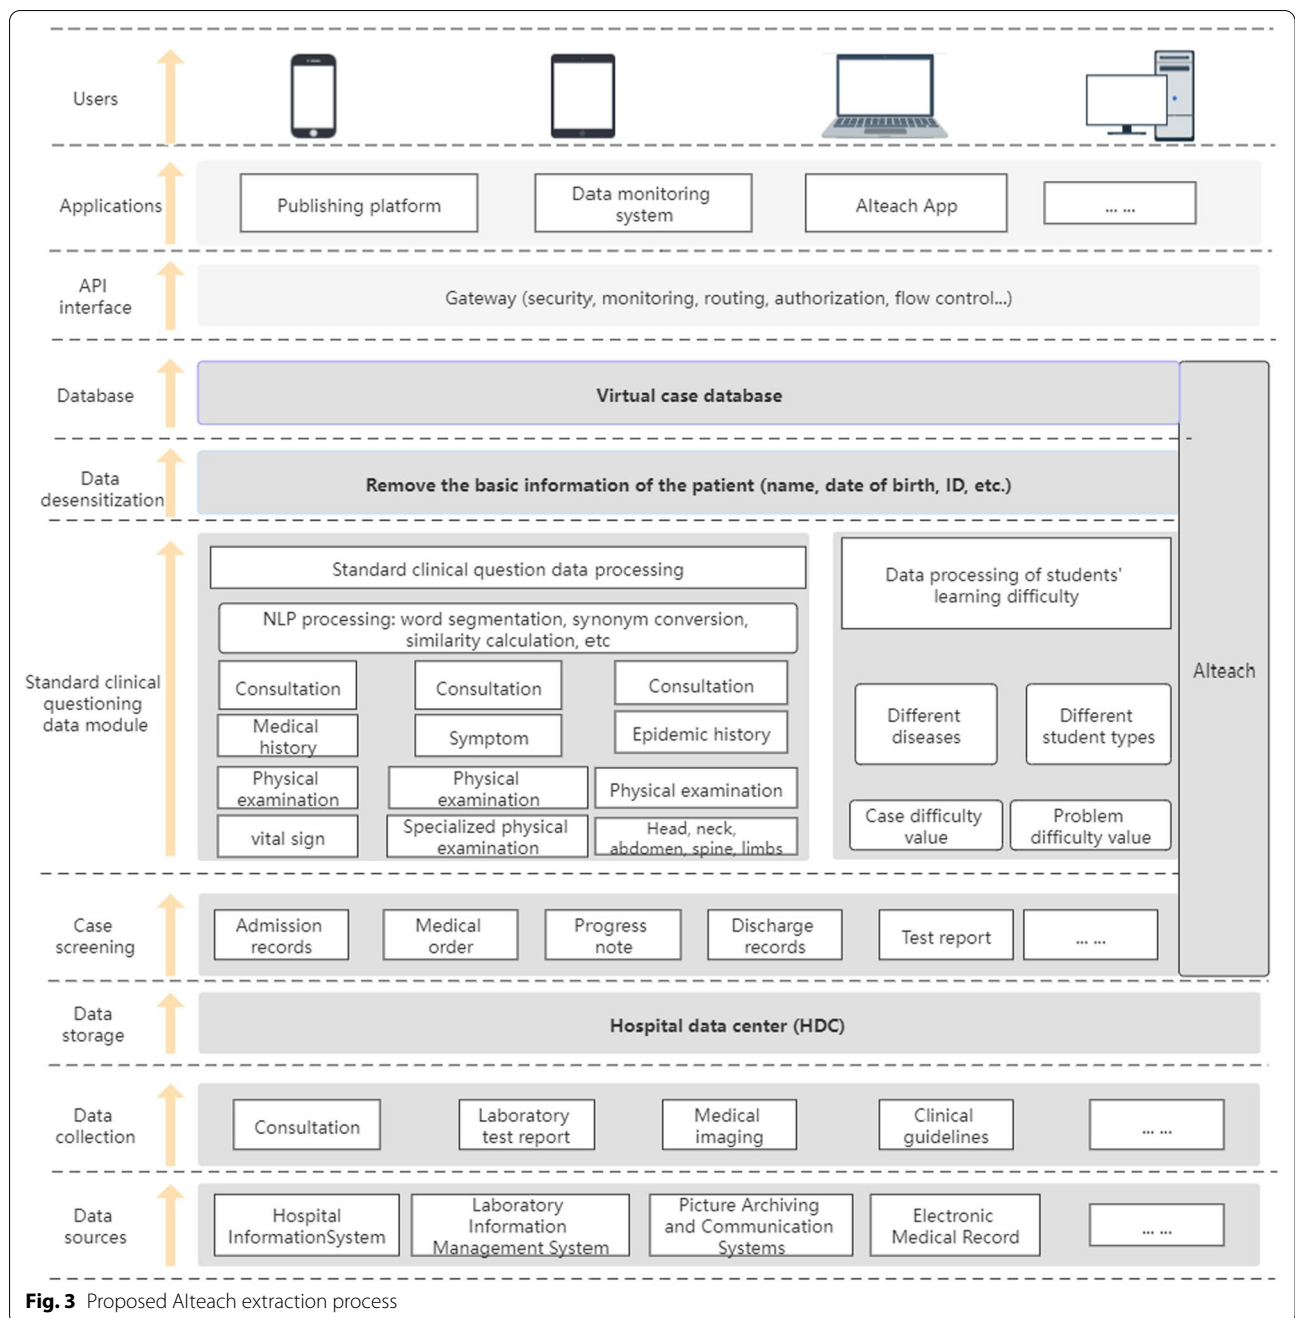 Users
Applications
Publishing platform
Data monitoring
system
Alteach App
... ...
API
interface
Gateway (security, monitoring, routing, authorization, flow control...)
Database
Virtual case database
Data
desensitization
Remove the basic information of the patient (name, date of birth, ID, etc.)
Standard clinical
questioning
data module
Standard clinical question data processing
NLP processing: word segmentation, synonym conversion,
similarity calculation, etc
Consultation
Consultation
Consultation
Medical
history
Symptom
Epidemic history
Physical
examination
Physical
examination
Physical examination
vital sign
Specialized physical
examination
Head, neck,
abdomen, spine, limbs
Data processing of students'
learning difficulty
Different
diseases
Different
student types
Case difficulty
value
Problem
difficulty value
Alteach
Case
screening
Admission
records
Medical
order
Progress
note
Discharge
records
Test report
... ...
Data
storage
Hospital data center (HDC)
Data
collection
Consultation
Laboratory
test report
Medical
imaging
Clinical
guidelines
... ...
Data
sources
Hospital
InformationSystem
Laboratory
Information
Management System
Picture Archiving
and Communication
Systems
Electronic
Medical Record
... ...
Fig. 3 Proposed Alteach extraction process